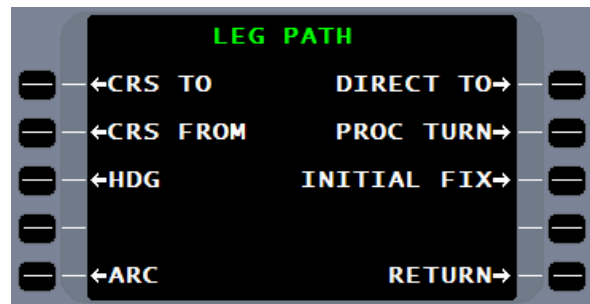 LEG PATH
←CRS TO DIRECT TO→
←CRS FROM PROC TURN→
←HDG INITIAL FIX→
←ARC RETURN→